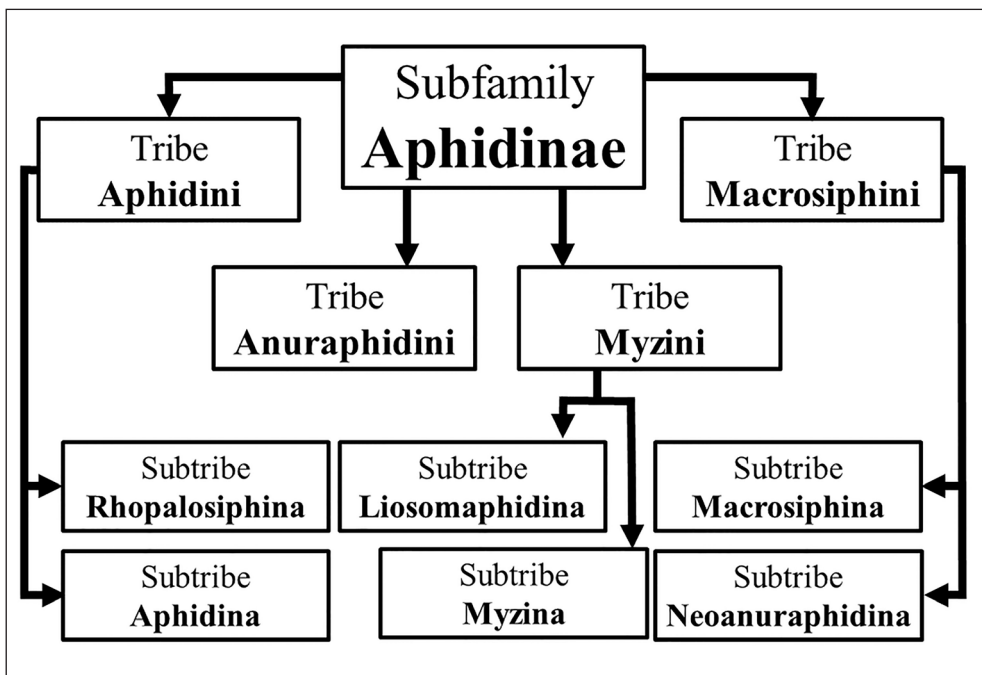 Subfamily
Aphidinae
Tribe
Aphidini
Tribe
Macrosiphini
Tribe
Anuraphidini
Tribe
Myzini
Subtribe
Rhopalosiphina
Subtribe
Liosomaphidina
Subtribe
Macrosiphina
Subtribe
Aphidina
Subtribe
Myzina
Subtribe
Neoanuraphidina